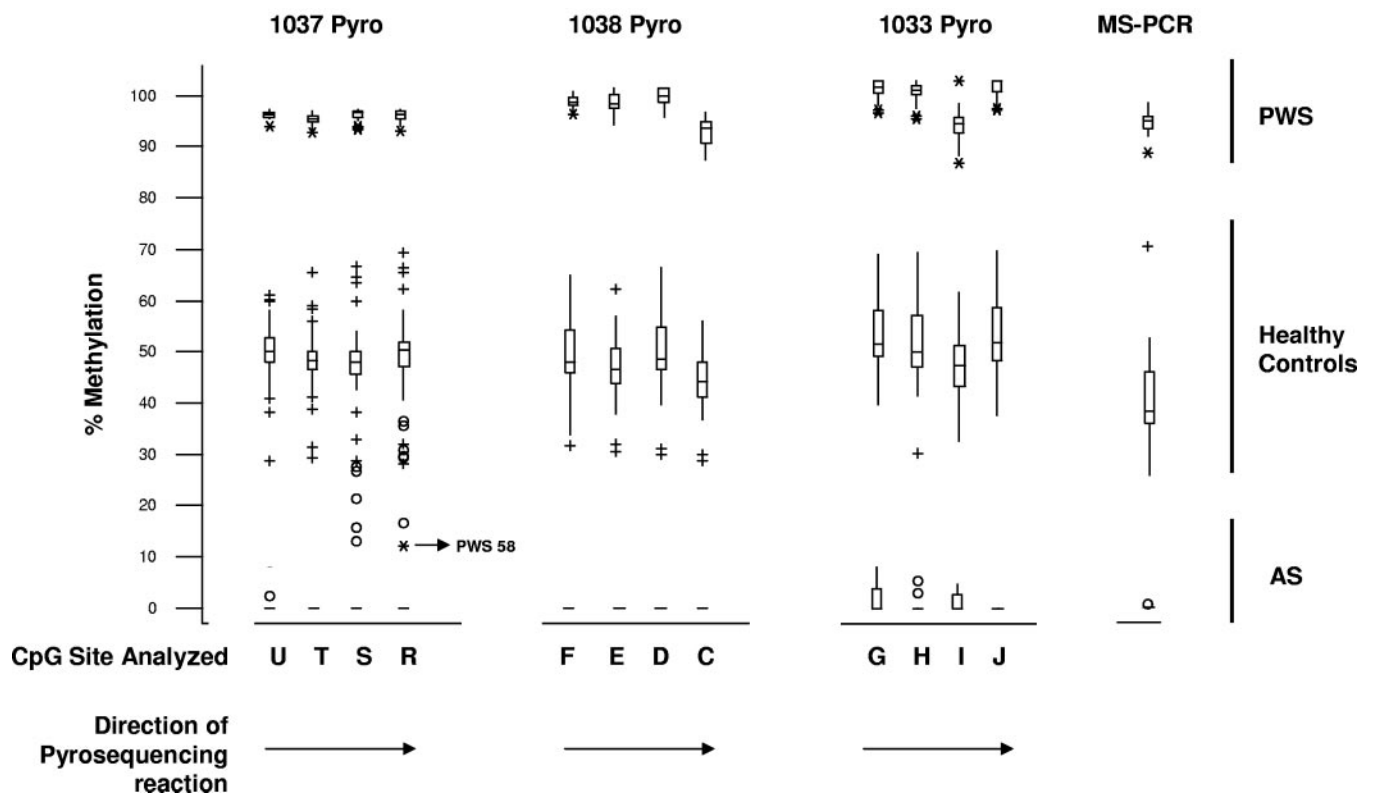 1037 Pyro
1038 Pyro
1033 Pyro
MS-PCR
% Methylation
100
90
80
70
60
50
40
30
20
10
0
PWS
Healthy
Controls
AS
PWS 58
CpG Site Analyzed
U T S R
F E D C
G H I J
Direction of
Pyrosequencing
reaction